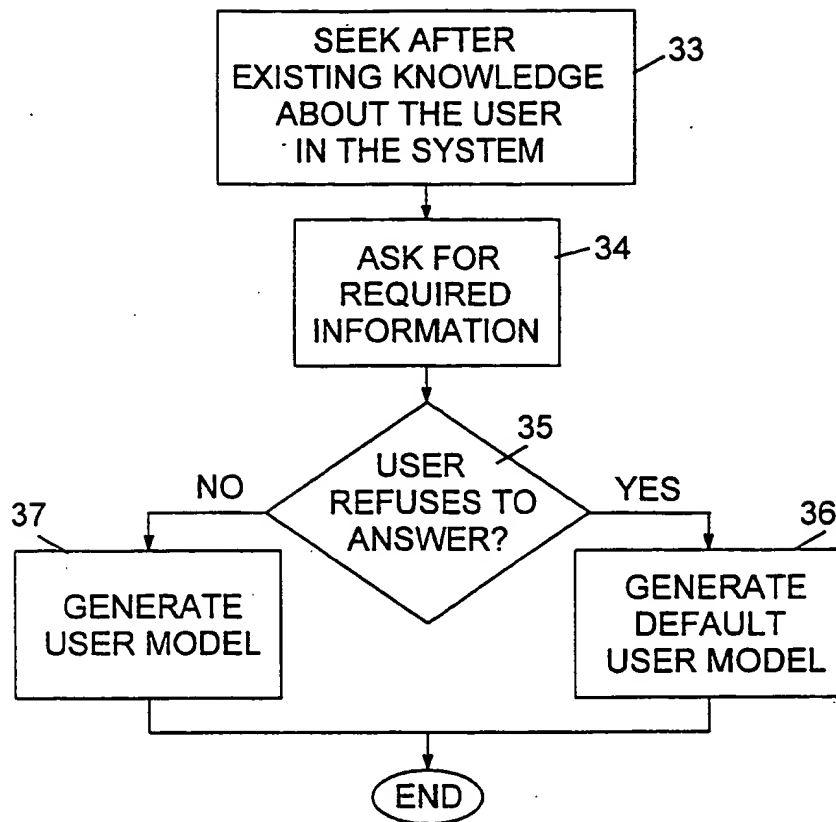 SEEK AFTER
EXISTING KNOWLEDGE
ABOUT THE USER
IN THE SYSTEM
33
ASK FOR
REQUIRED
INFORMATION
34
35
USER
REFUSES TO
ANSWER?
NO
YES
37
GENERATE
USER MODEL
36
GENERATE
DEFAULT
USER MODEL
END